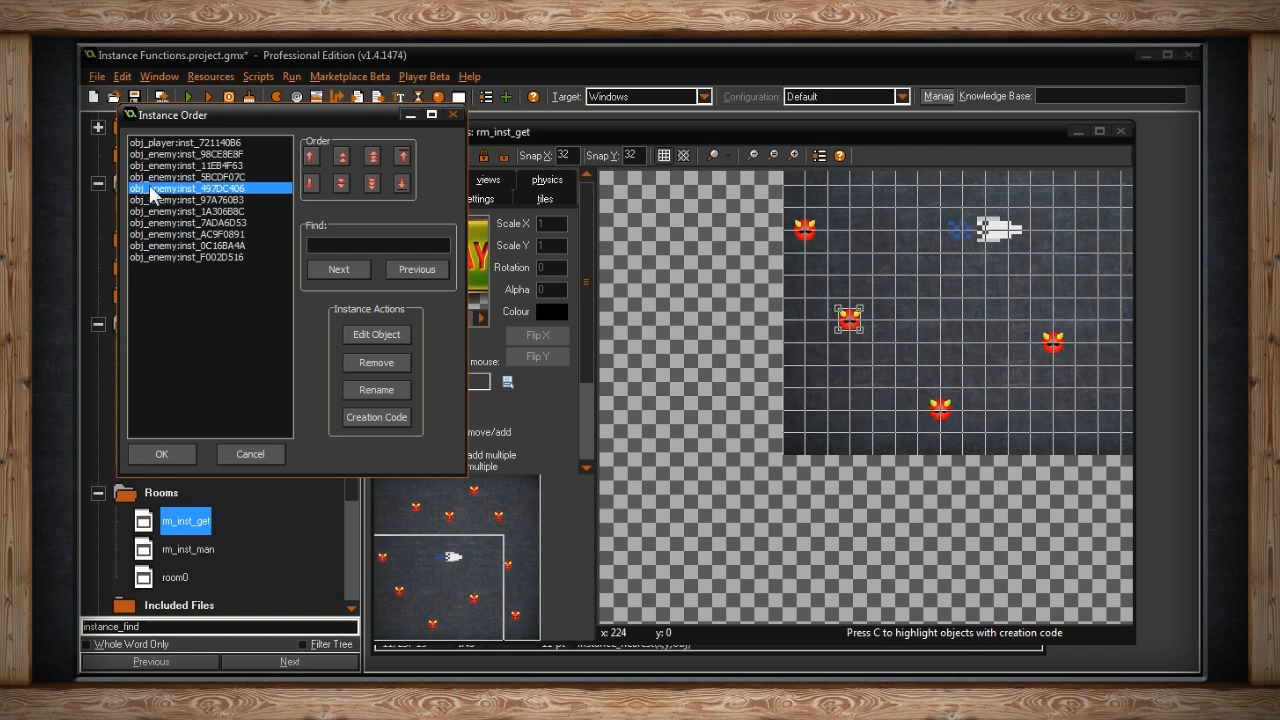 Instance Functions.project.gmx* - Professional Edition (v1.4.1474)
File Edit Window Resources Scripts Run Marketplace Beta Player Beta Help
Target: Windows Configuration: Default Manag Knowledge Base:
Instance Order
obj_player:inst_721140B6
obj_enemy:inst_98CE8E8F
obj_enemy:inst_11EB4F63
obj_enemy:inst_5BCDF07C
obj_enemy:inst_497DC406
obj_enemy:inst_97A760B3
obj_enemy:inst_1A306B8C
obj_enemy:inst_7ADA6D53
obj_enemy:inst_AC9F0891
obj_enemy:inst_0C16BA4A
obj_enemy:inst_F002D516
Order
Find:
Next Previous
Instance Actions
Edit Object
Remove
Rename
Creation Code
OK Cancel
s: rm_inst_get
Snap X: 32 Snap Y: 32
views physics
ettings tiles
Scale X 1
Scale Y 1
Rotation 0
Alpha 0
Colour
Flip X
Flip Y
mouse:
move/add
add multiple
multiple
x: 224 y: 0 Press C to highlight objects with creation code
Rooms
rm_inst_get
rm_inst_man
room0
Included Files
instance_find
Whole Word Only Filter Tree
Previous Next